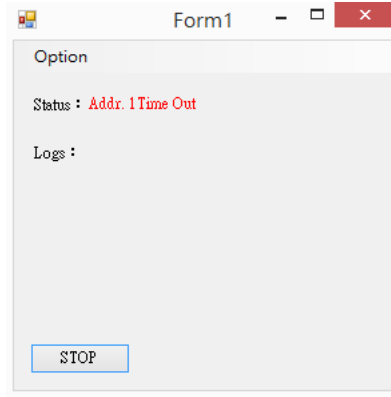 Form1
Option
Status： Addr. 1 Time Out
Logs：
STOP